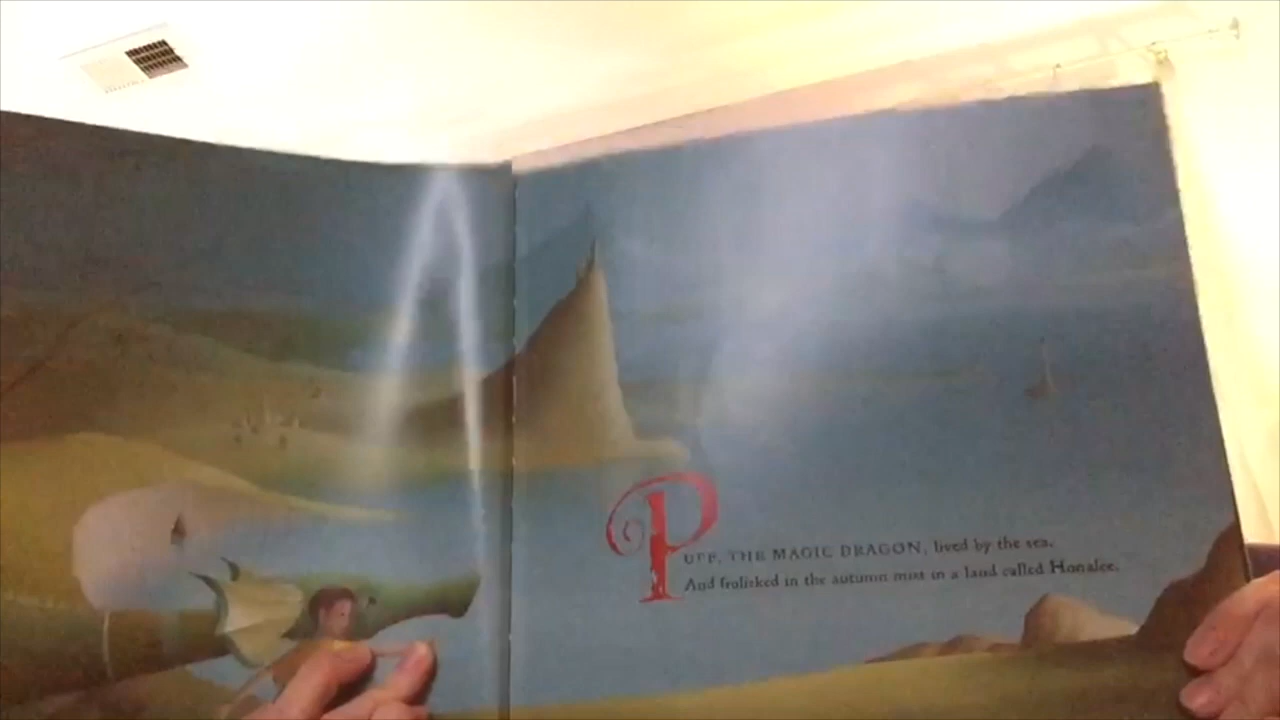 PUFF, THE MAGIC DRAGON, lived by the sea,
And frolicked in the autumn mist in a land called Honalee.